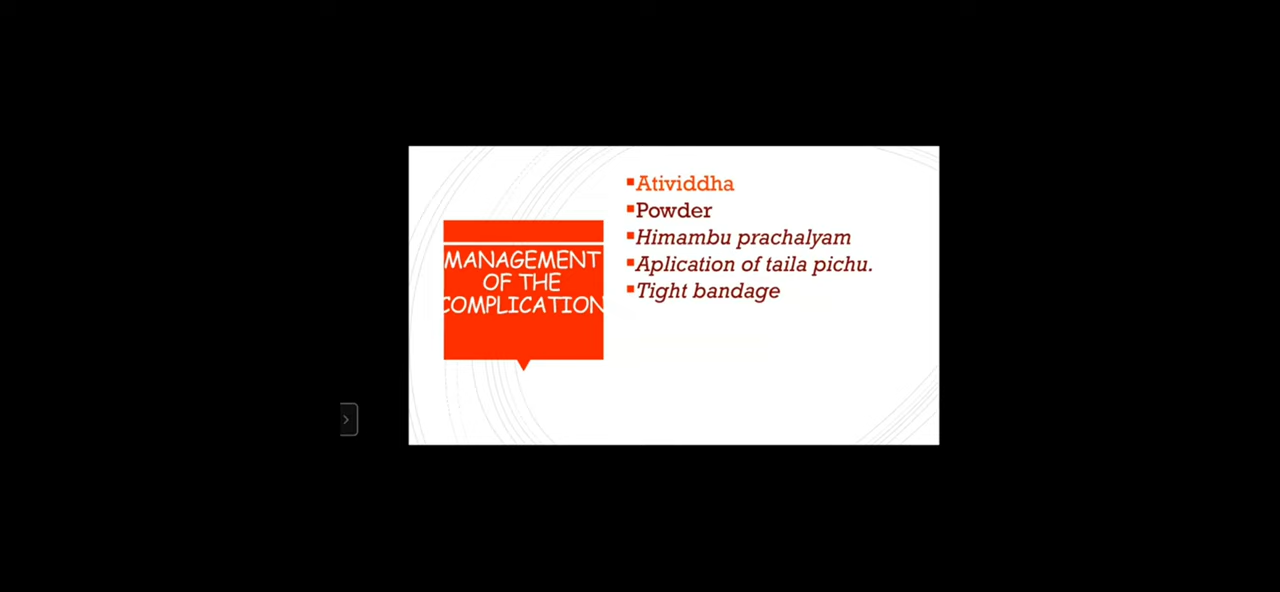 MANAGEMENT
OF THE
COMPLICATION
Atividdha
Powder
Himambu prachalyam
Aplication of taila pichu.
Tight bandage